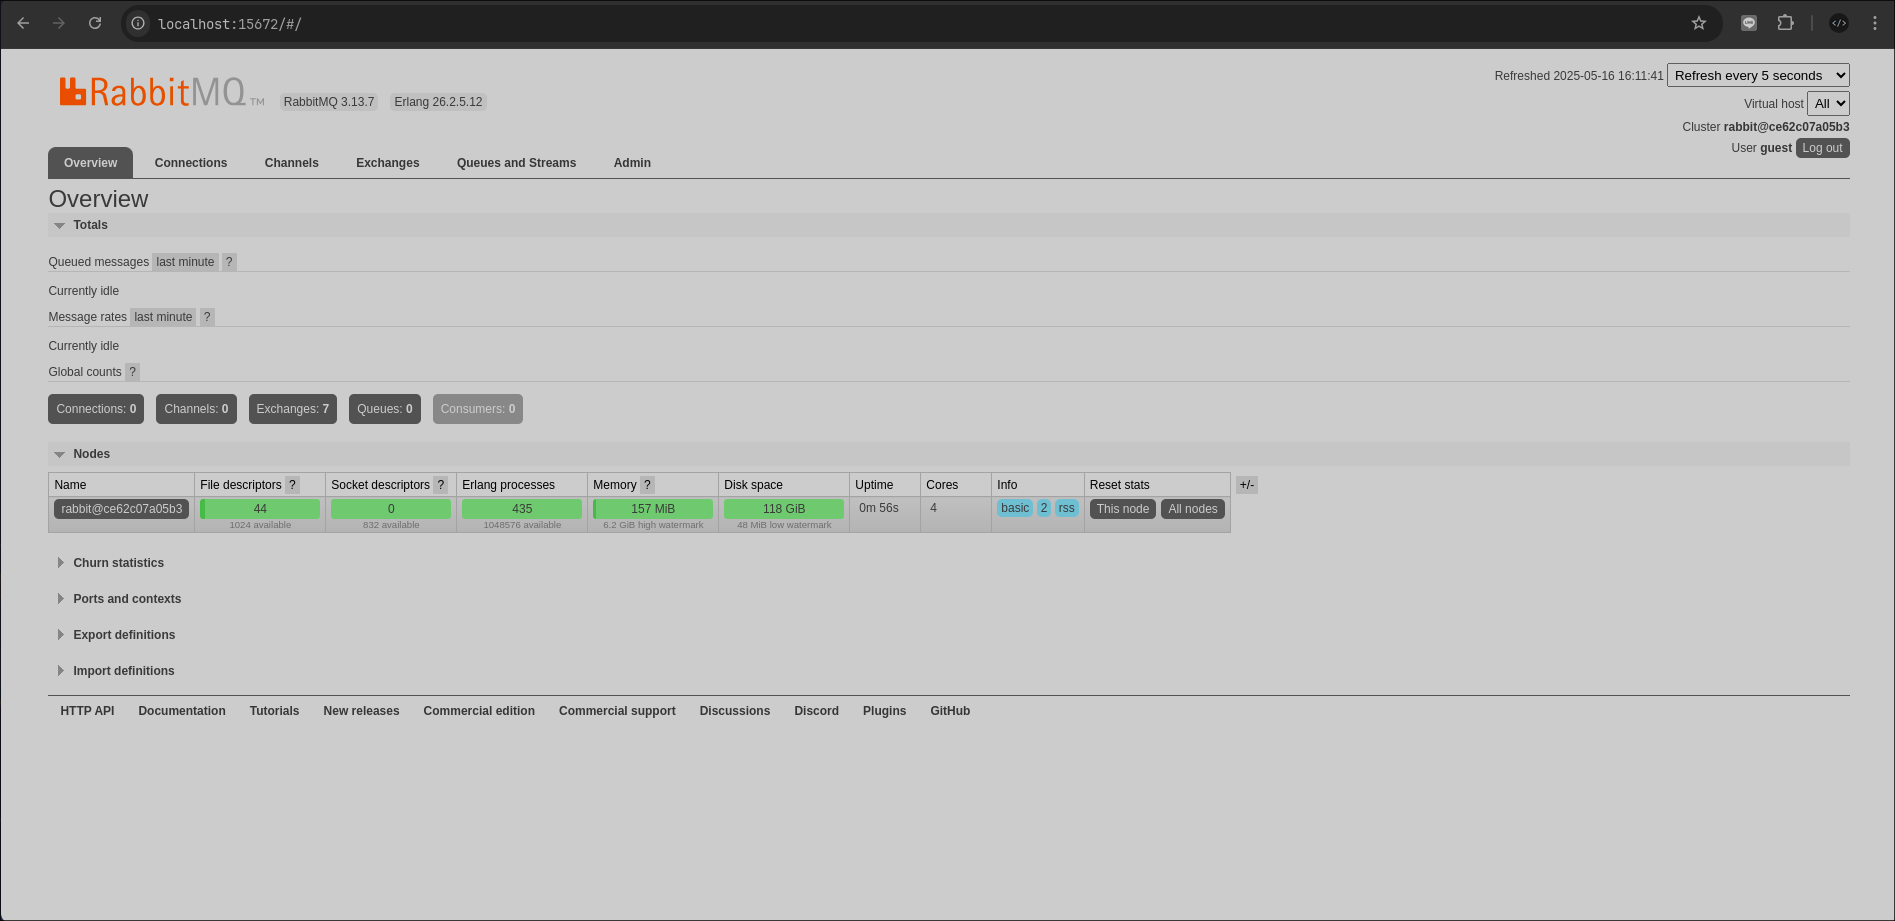 localhost:15672/#/
Refreshed 2025-05-16 16:11:41 Refresh every 5 seconds
RabbitMQ TM RabbitMQ 3.13.7 Erlang 26.2.5.12
Virtual host All
Cluster rabbit@ce62c07a05b3
User guest Log out
Overview Connections Channels Exchanges Queues and Streams Admin
Overview
Totals
Queued messages last minute ?
Currently idle
Message rates last minute ?
Currently idle
Global counts ?
Connections: 0 Channels: 0 Exchanges: 7 Queues: 0 Consumers: 0
Nodes
Name File descriptors ? Socket descriptors ? Erlang processes Memory ? Disk space Uptime Cores Info Reset stats +/-
rabbit@ce62c07a05b3 44 0 435 157 MiB 118 GiB 0m 56s 4 basic 2 rss This node All nodes
1024 available 832 available 1048576 available 6.2 GiB high watermark 48 MiB low watermark
Churn statistics
Ports and contexts
Export definitions
Import definitions
HTTP API Documentation Tutorials New releases Commercial edition Commercial support Discussions Discord Plugins GitHub